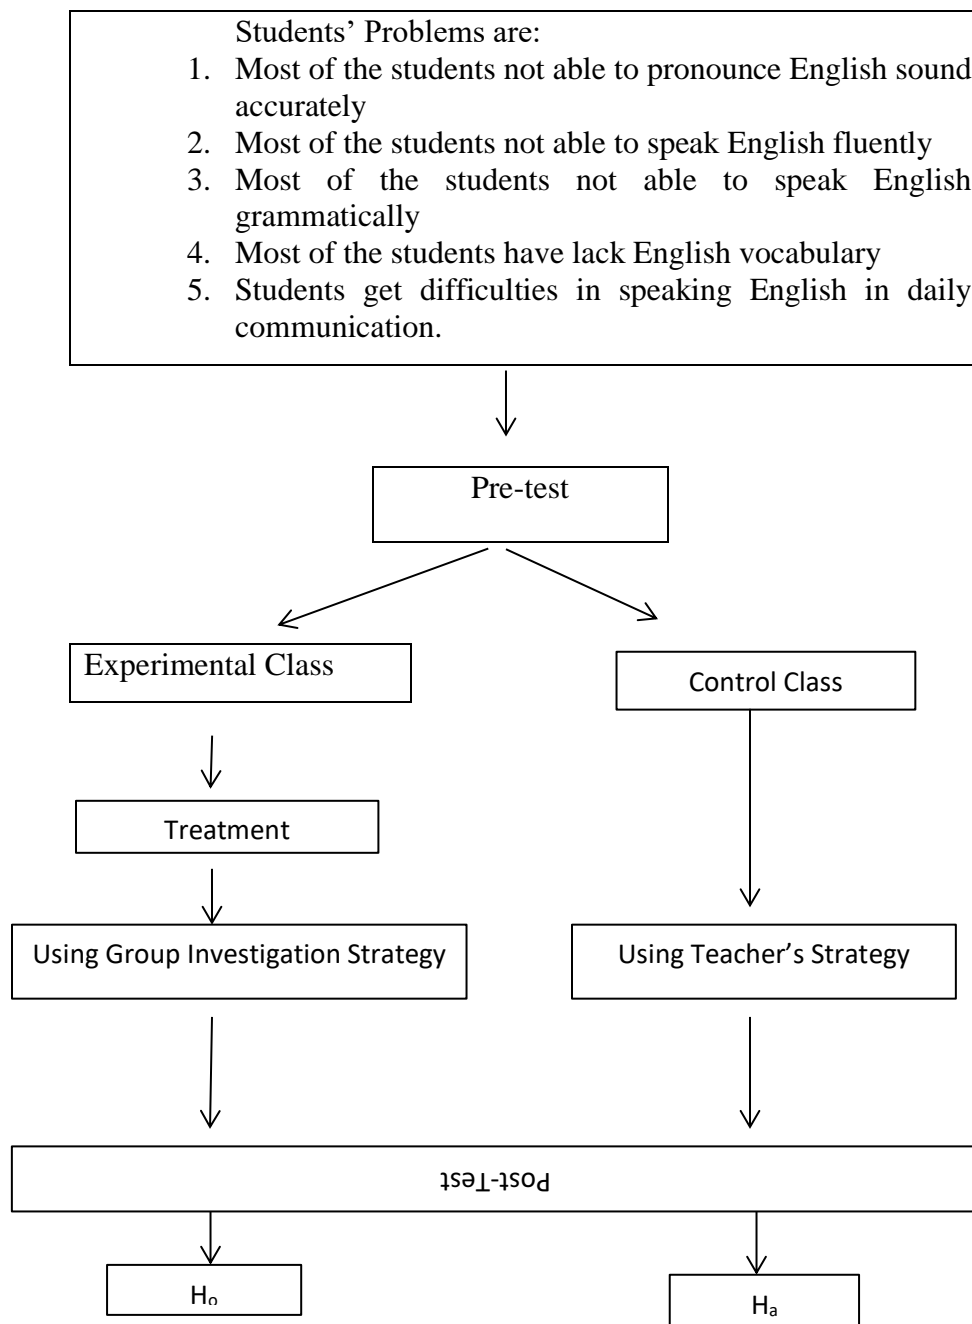 Students’ Problems are:
1. Most of the students not able to pronounce English sound
accurately
2. Most of the students not able to speak English fluently
3. Most of the students not able to speak English
grammatically
4. Most of the students have lack English vocabulary
5. Students get difficulties in speaking English in daily
communication.
Pre-test
Experimental Class
Control Class
Treatment
Using Group Investigation Strategy
Using Teacher’s Strategy
Post-Test
Ho
Ha